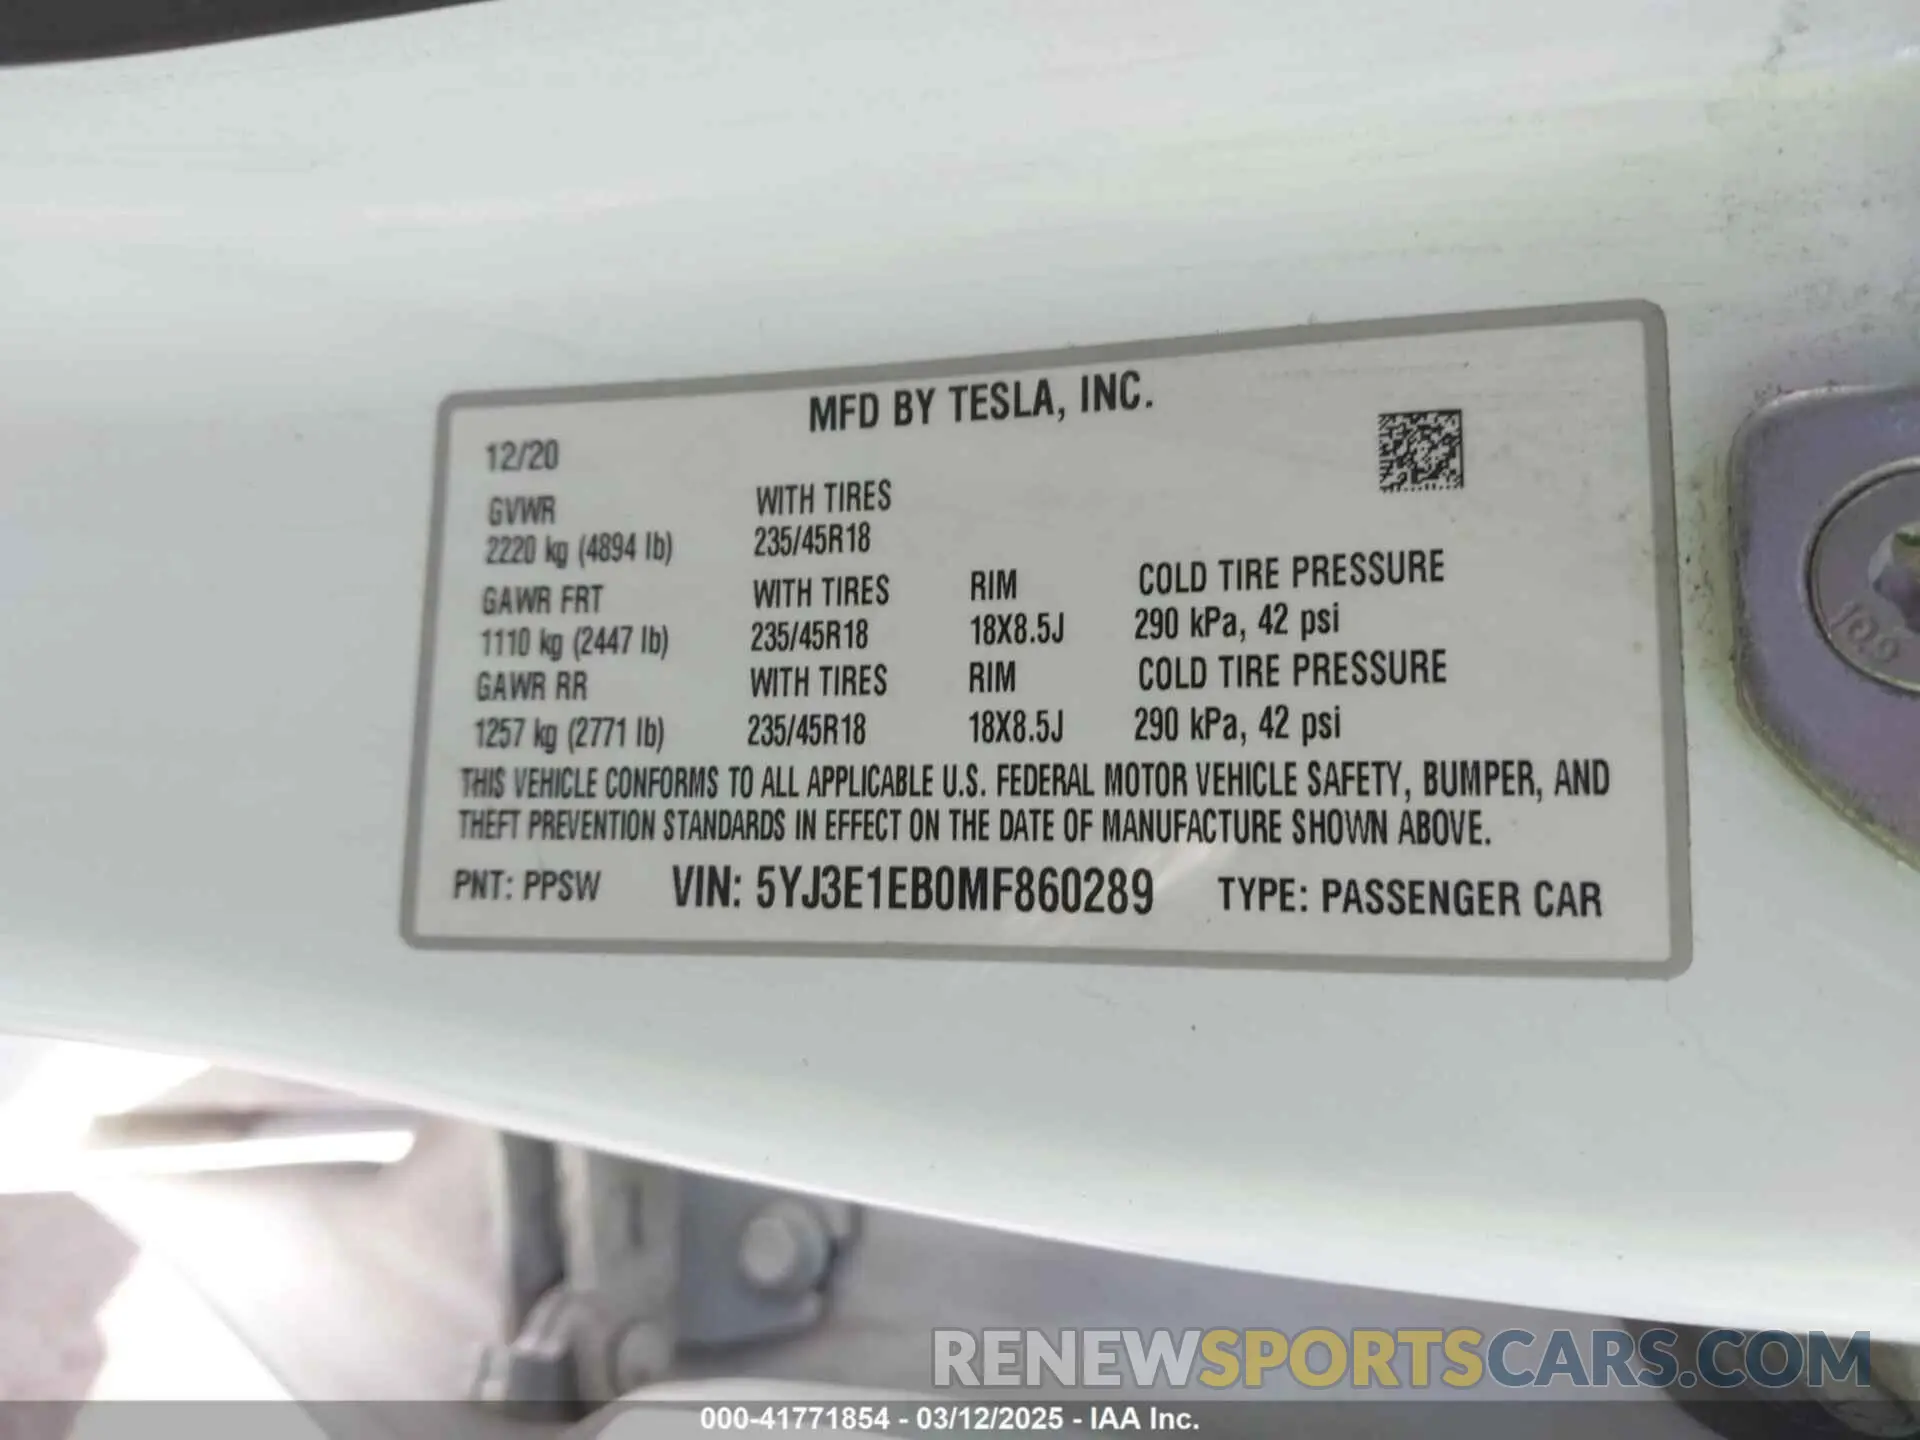 MFD BY TESLA, INC.
12/20
GVWR WITH TIRES
2220 kg (4894 lb) 235/45R18
GAWR FRT WITH TIRES RIM COLD TIRE PRESSURE
1110 kg (2447 lb) 235/45R18 18X8.5J 290 kPa, 42 psi
GAWR RR WITH TIRES RIM COLD TIRE PRESSURE
1257 kg (2771 lb) 235/45R18 18X8.5J 290 kPa, 42 psi
THIS VEHICLE CONFORMS TO ALL APPLICABLE U.S. FEDERAL MOTOR VEHICLE SAFETY, BUMPER, AND
THEFT PREVENTION STANDARDS IN EFFECT ON THE DATE OF MANUFACTURE SHOWN ABOVE.
PNT: PPSW VIN: 5YJ3E1EB0MF860289 TYPE: PASSENGER CAR
10.9
RENEWSPORTSCARS.COM
000-41771854 - 03/12/2025 - IAA Inc.